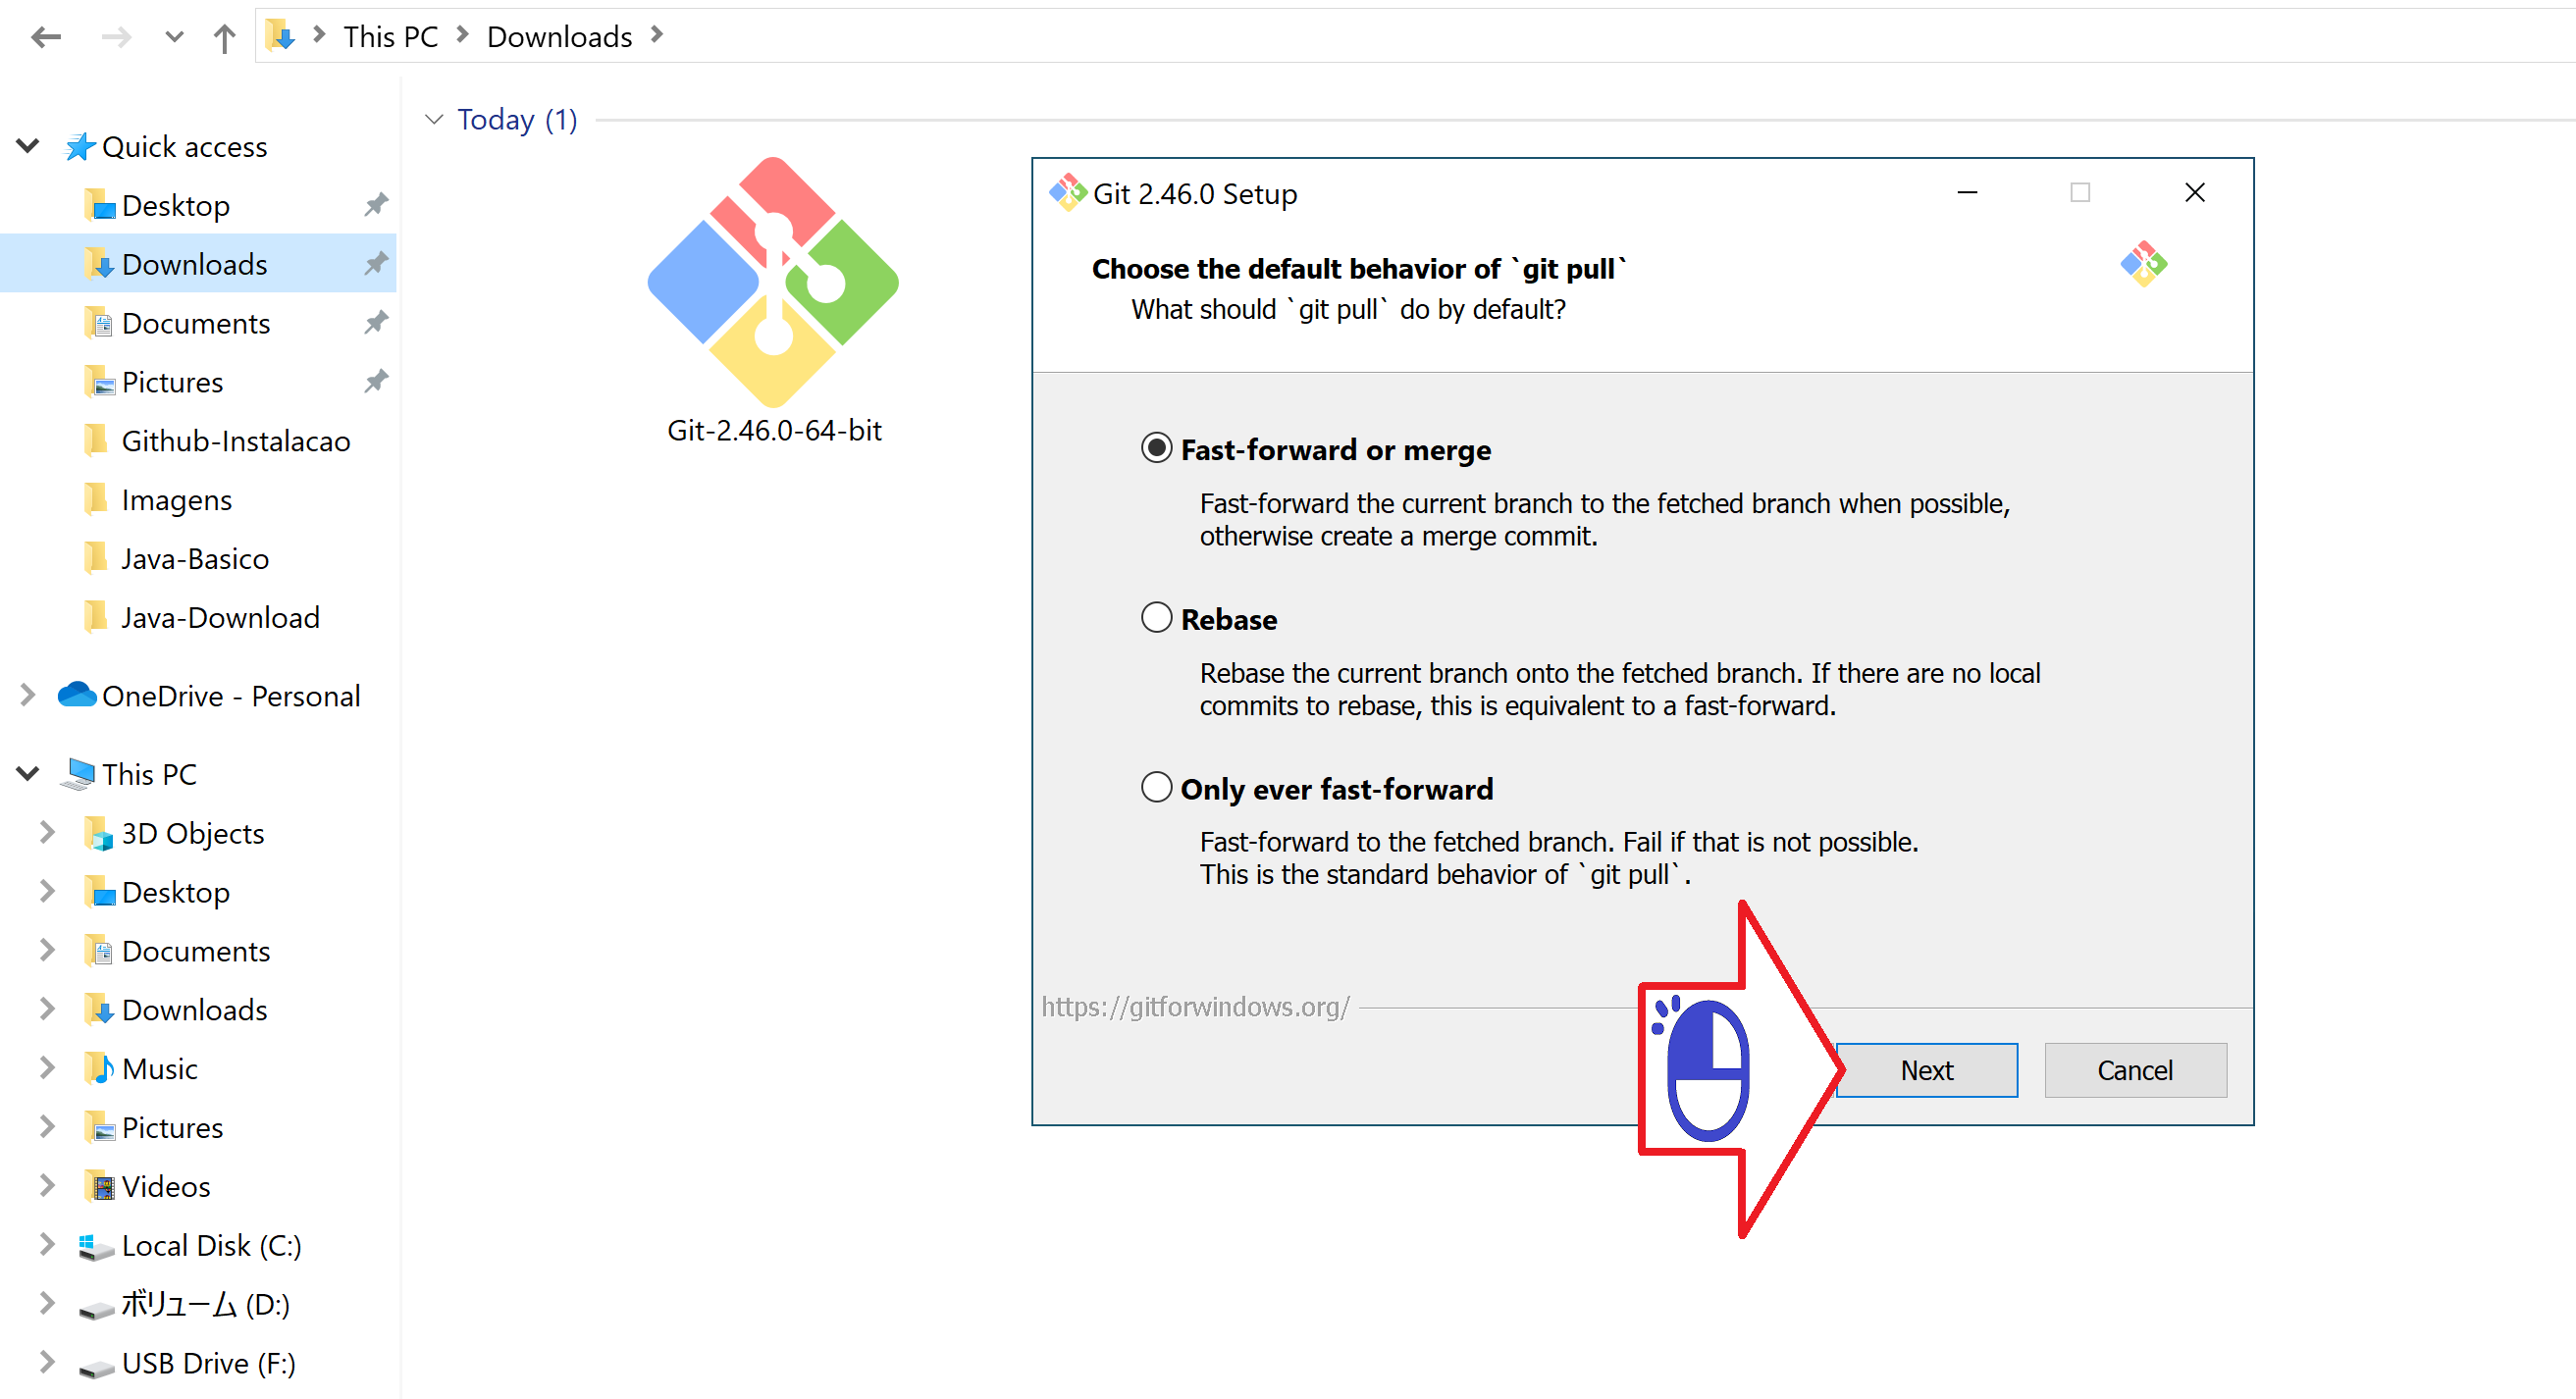 This PC
Downloads
Quick access
Desktop
Downloads
Documents
Pictures
Github-Instalacao
Imagens
Java-Basico
Java-Download
OneDrive - Personal
This PC
3D Objects
Desktop
Documents
Downloads
Music
Pictures
Videos
Local Disk (C:)
ボリューム (D:)
USB Drive (F:)
Today (1)
Git-2.46.0-64-bit
Git 2.46.0 Setup
Choose the default behavior of `git pull`
What should `git pull` do by default?
Fast-forward or merge
Fast-forward the current branch to the fetched branch when possible,
otherwise create a merge commit.
Rebase
Rebase the current branch onto the fetched branch. If there are no local
commits to rebase, this is equivalent to a fast-forward.
Only ever fast-forward
Fast-forward to the fetched branch. Fail if that is not possible.
This is the standard behavior of `git pull`.
https://gitforwindows.org/
Next
Cancel